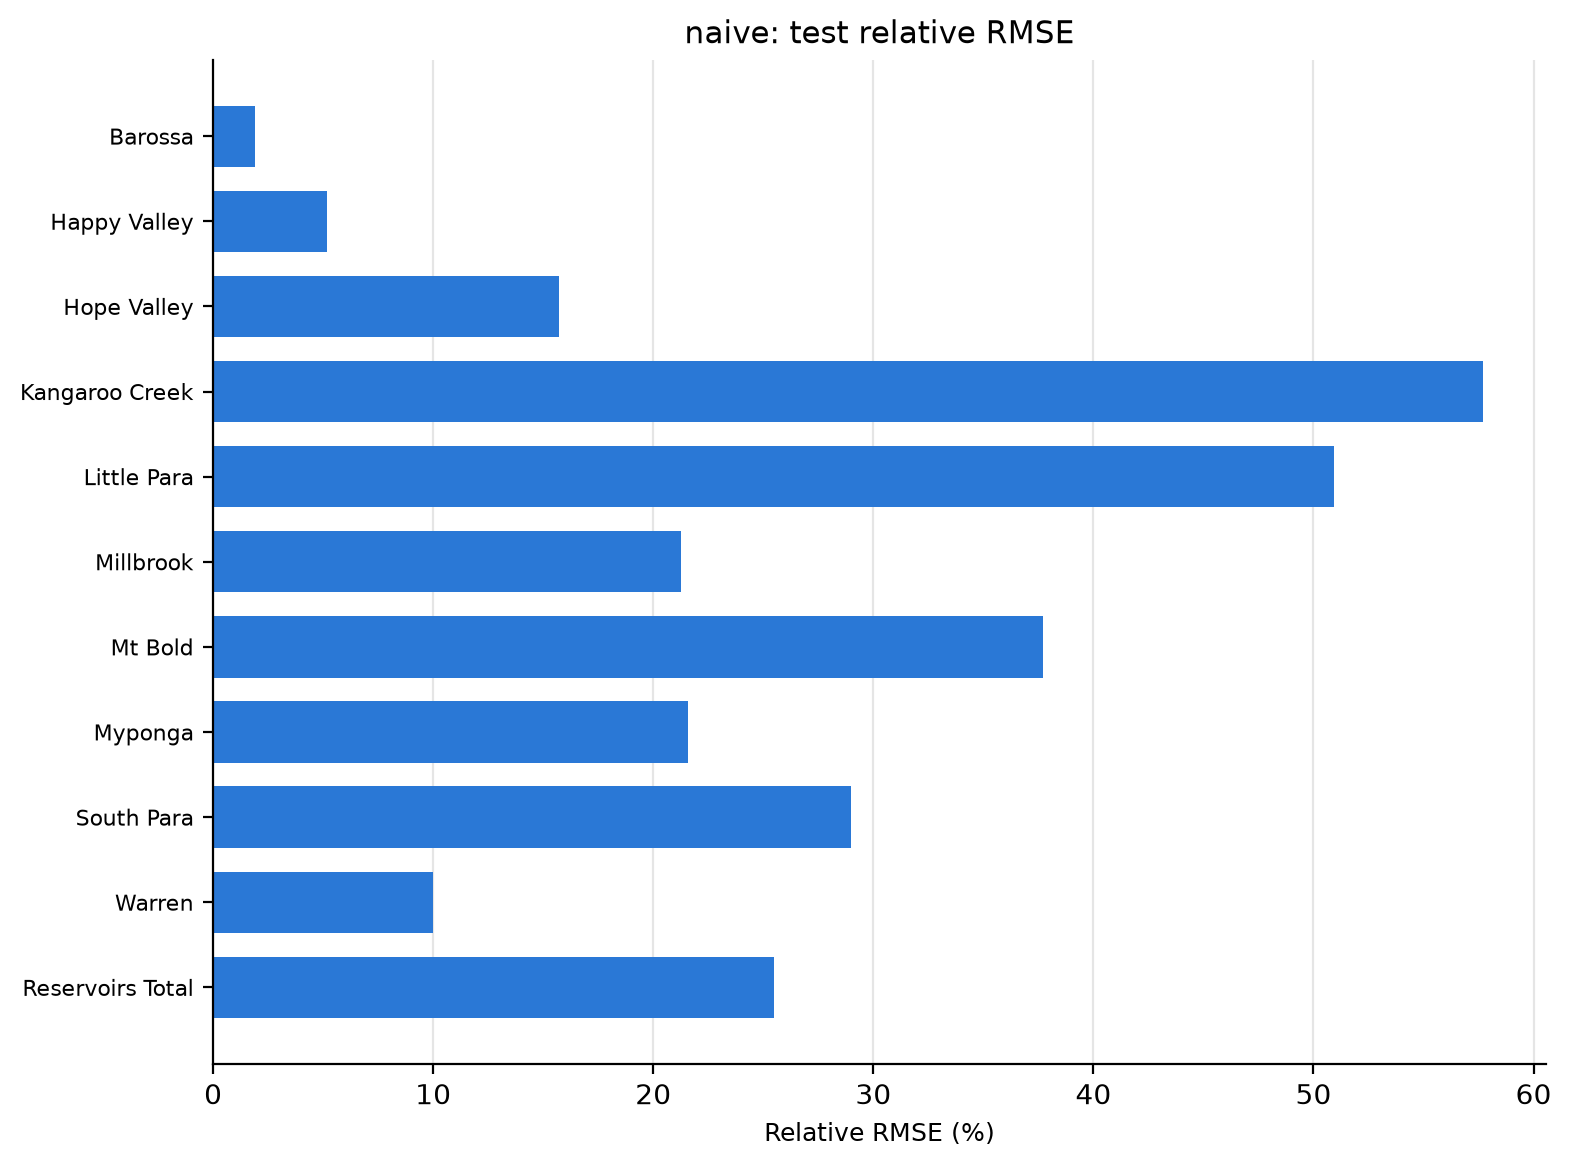 naive: test relative RMSE
Barossa
Happy Valley
Hope Valley
Kangaroo Creek
Little Para
Millbrook
Mt Bold
Myponga
South Para
Warren
Reservoirs Total
0 10 20 30 40 50 60
Relative RMSE (%)